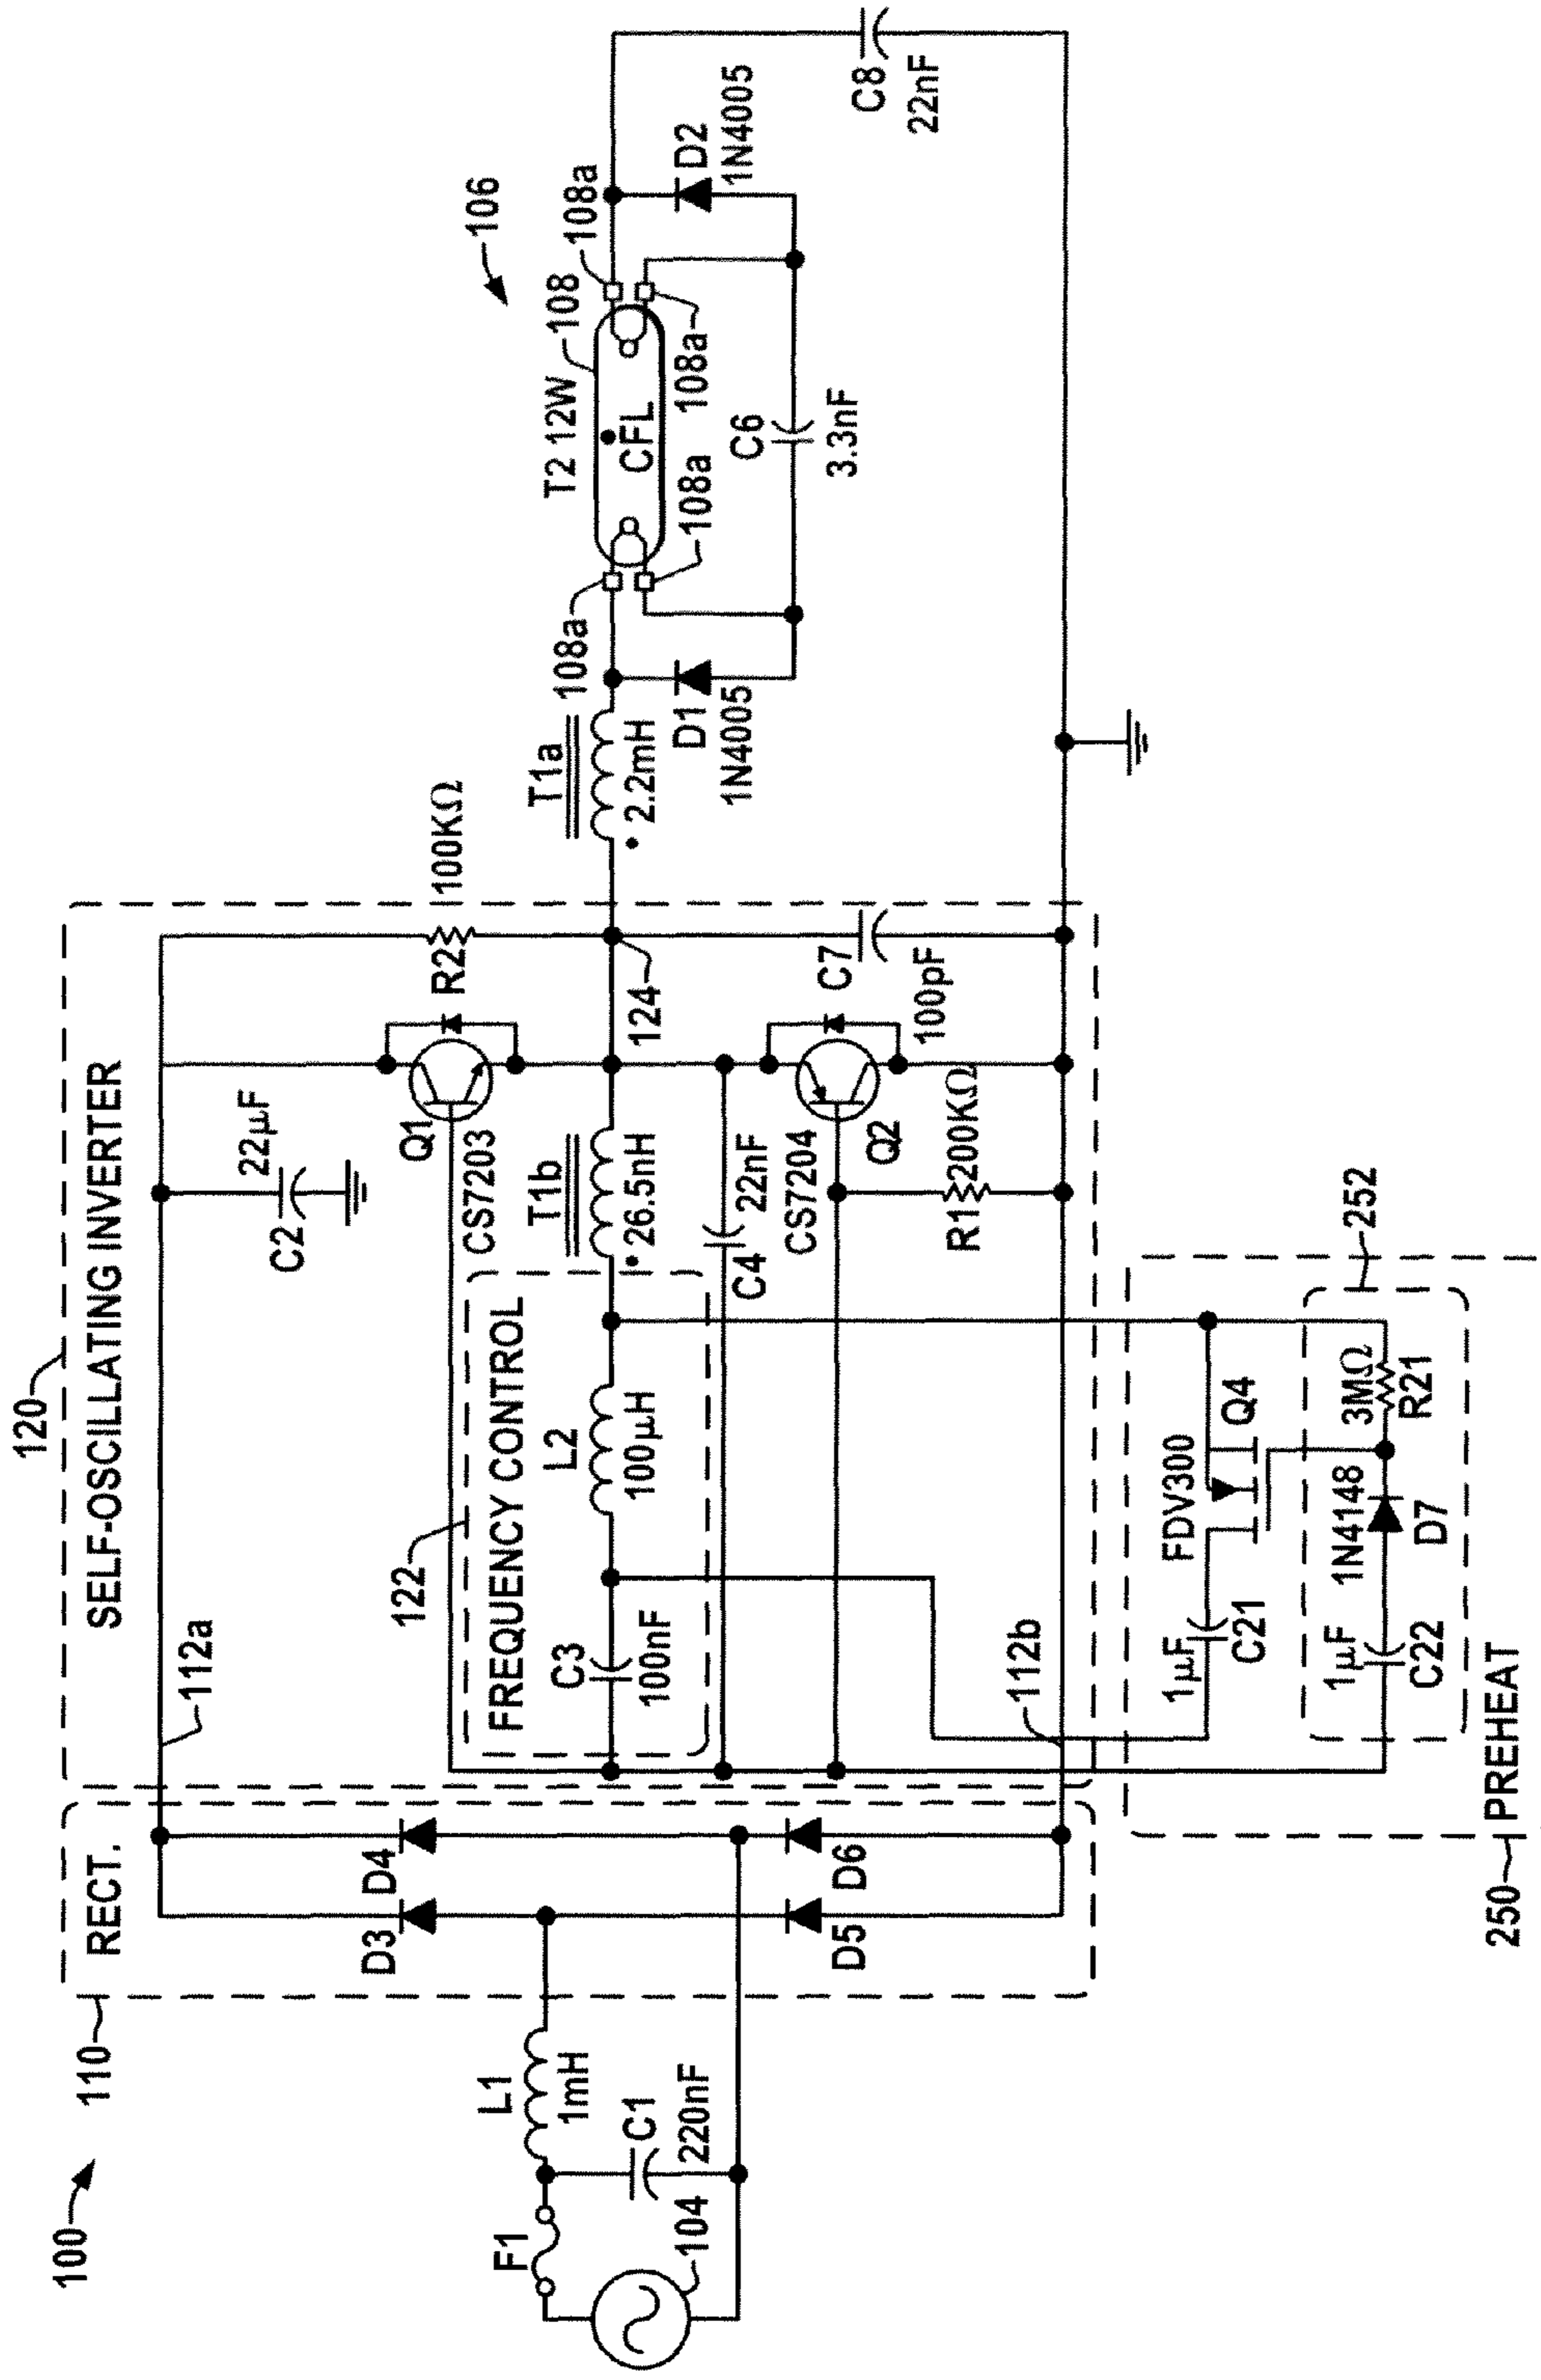 100
F1
104
L1
1mH
C1
220nF
110
RECT.
D3
D4
D5
D6
120
SELF-OSCILLATING INVERTER
112a
112b
122
FREQUENCY CONTROL
C3
100nF
L2
100µH
T1b
26.5nH
C4
22nF
C2
22µF
Q1
CS7203
CS7204
Q2
R1
200KΩ
R2
100KΩ
124
C7
100pF
T1a
2.2mH
D1
1N4005
108a
108a
T2 12W
108
CFL
108a
108a
106
C6
3.3nF
D2
1N4005
C8
22nF
250
PREHEAT
252
1µF
C21
FDV300
Q4
1µF
C22
1N4148
D7
3MΩ
R21